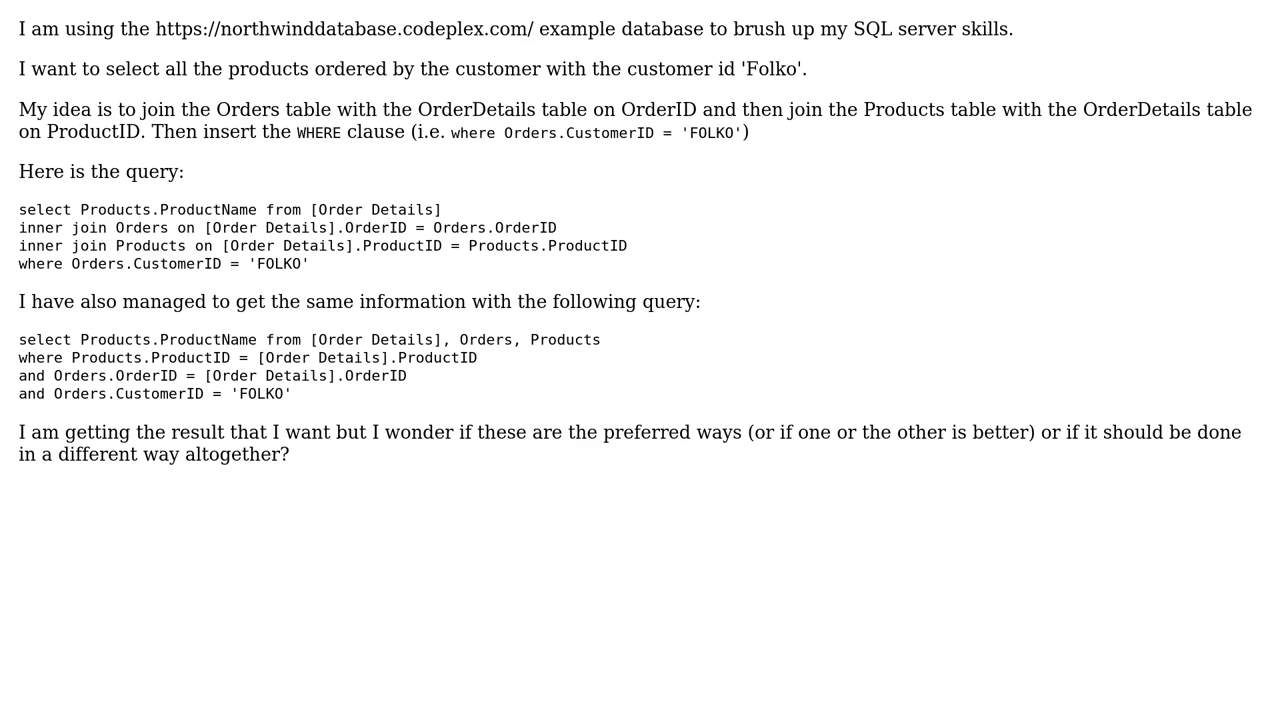 I am using the https://northwinddatabase.codeplex.com/ example database to brush up my SQL server skills.
I want to select all the products ordered by the customer with the customer id 'Folko'.
My idea is to join the Orders table with the OrderDetails table on OrderID and then join the Products table with the OrderDetails table
on ProductID. Then insert the WHERE clause (i.e. where Orders.CustomerID = 'FOLKO')
Here is the query:
select Products.ProductName from [Order Details]
inner join Orders on [Order Details].OrderID = Orders.OrderID
inner join Products on [Order Details].ProductID = Products.ProductID
where Orders.CustomerID = 'FOLKO'
I have also managed to get the same information with the following query:
select Products.ProductName from [Order Details], Orders, Products
where Products.ProductID = [Order Details].ProductID
and Orders.OrderID = [Order Details].OrderID
and Orders.CustomerID = 'FOLKO'
I am getting the result that I want but I wonder if these are the preferred ways (or if one or the other is better) or if it should be done
in a different way altogether?